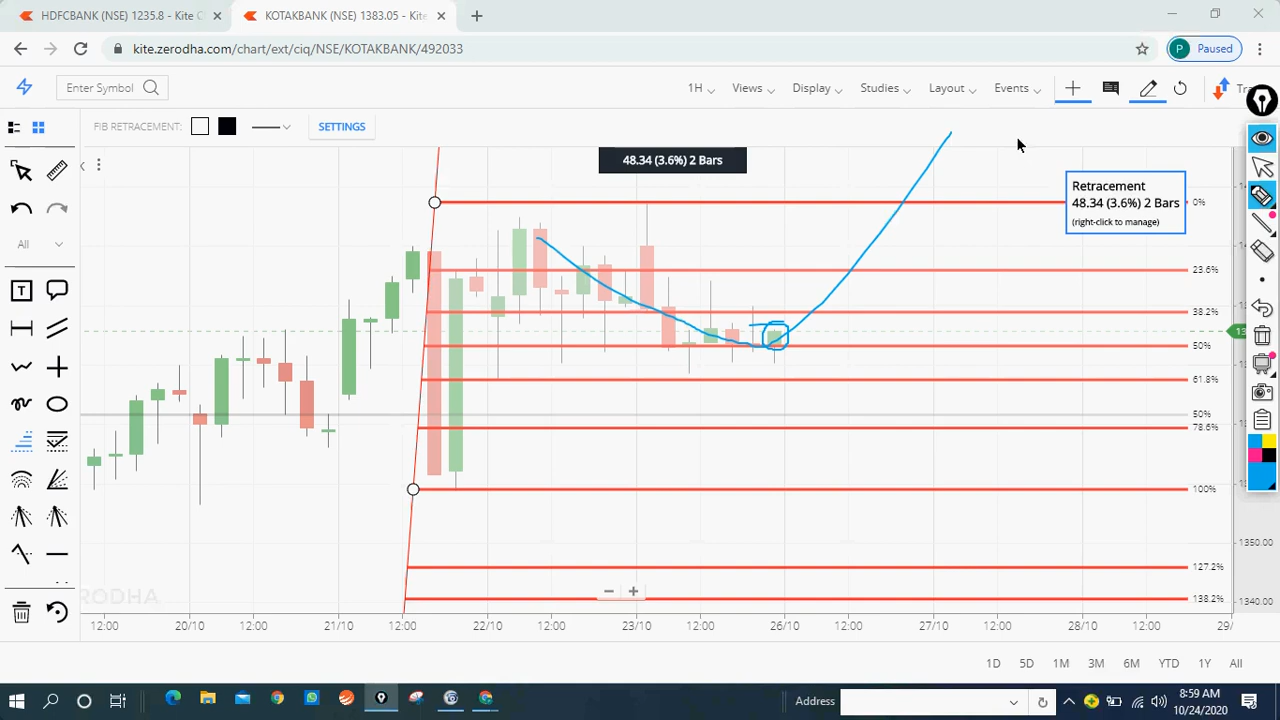 HDFCBANK (NSE) 1235.8 - Kite C
KOTAKBANK (NSE) 1383.05 - Kite
kite.zerodha.com/chart/ext/ciq/NSE/KOTAKBANK/492033
P Paused
Enter Symbol
1H Views Display Studies Layout Events
FIB RETRACEMENT: SETTINGS
48.34 (3.6%) 2 Bars
Retracement
48.34 (3.6%) 2 Bars
(right-click to manage)
All
0%
23.6%
38.2%
13
50%
61.8%
50%
78.6%
100%
1350.00
127.2%
138.2%
1340.00
RODHA
12:00 20/10 12:00 21/10 12:00 22/10 12:00 23/10 12:00 26/10 12:00 27/10 12:00 28/10 12:00 29/
1D 5D 1M 3M 6M YTD 1Y All
Address
8:59 AM
10/24/2020